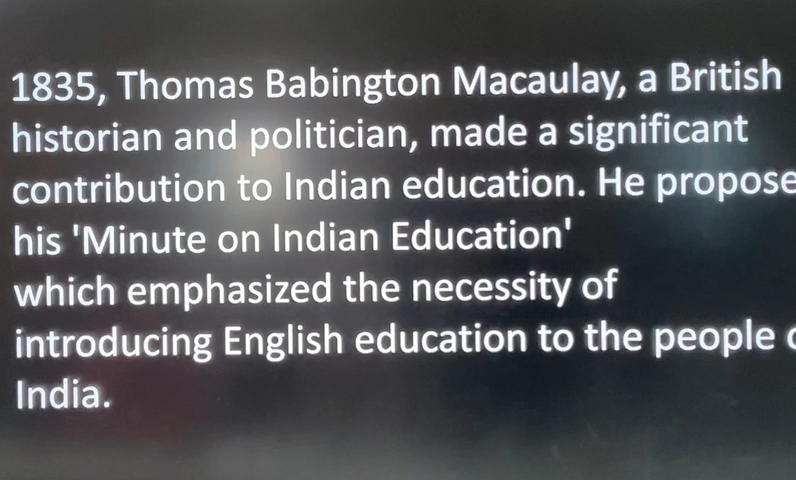 1835, Thomas Babington Macaulay, a British
historian and politician, made a significant
contribution to Indian education. He propose
his 'Minute on Indian Education'
which emphasized the necessity of
introducing English education to the people
India.